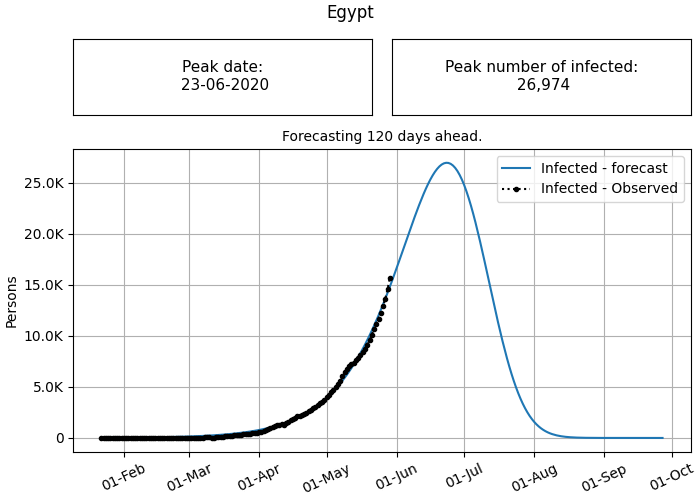 Egypt
Peak date:
23-06-2020
Peak number of infected:
26,974
Forecasting 120 days ahead.
Infected - forecast
Infected - Observed
Persons
25.0K
20.0K
15.0K
10.0K
5.0K
0
01-Feb
01-Mar
01-Apr
01-May
01-Jun
01-Jul
01-Aug
01-Sep
01-Oct